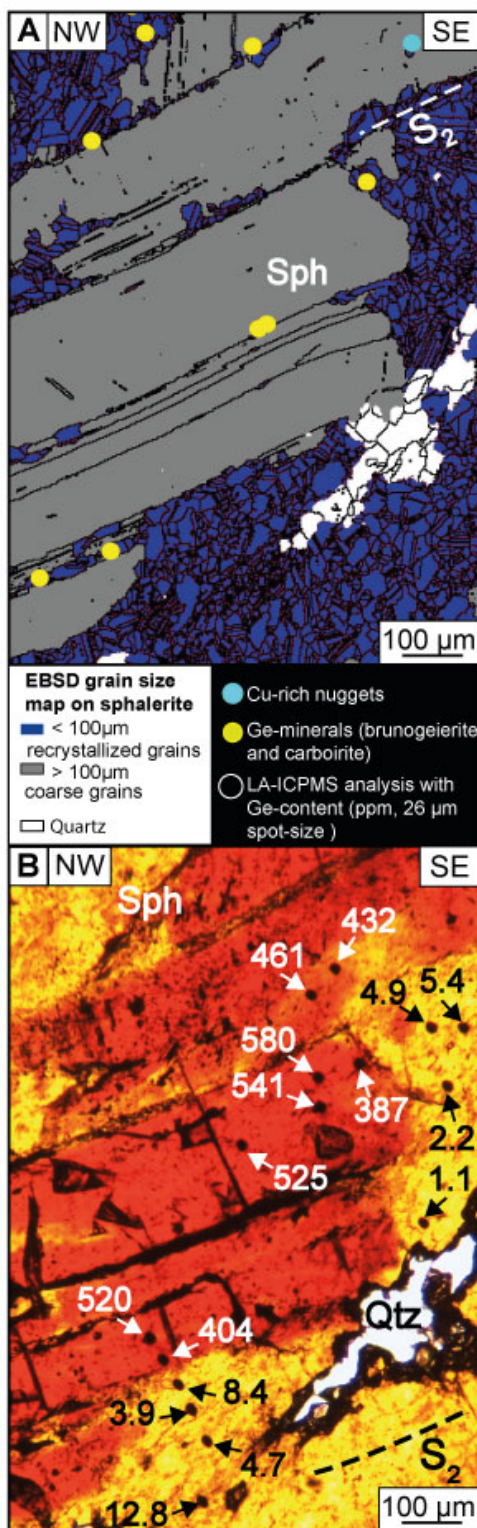 A NW SE
S2
Sph
100 µm
EBSD grain size
map on sphalerite
< 100µm
recrystallized grains
> 100µm
coarse grains
Quartz
Cu-rich nuggets
Ge-minerals (brunogeierite
and carboirite)
LA-ICPMS analysis with
Ge-content (ppm, 26 µm
spot-size )
B NW SE
Sph
432
461
4.9 5.4
580
541
387
2.2
525
1.1
520
404
Qtz
8.4
3.9
4.7
S2
12.8
100 µm